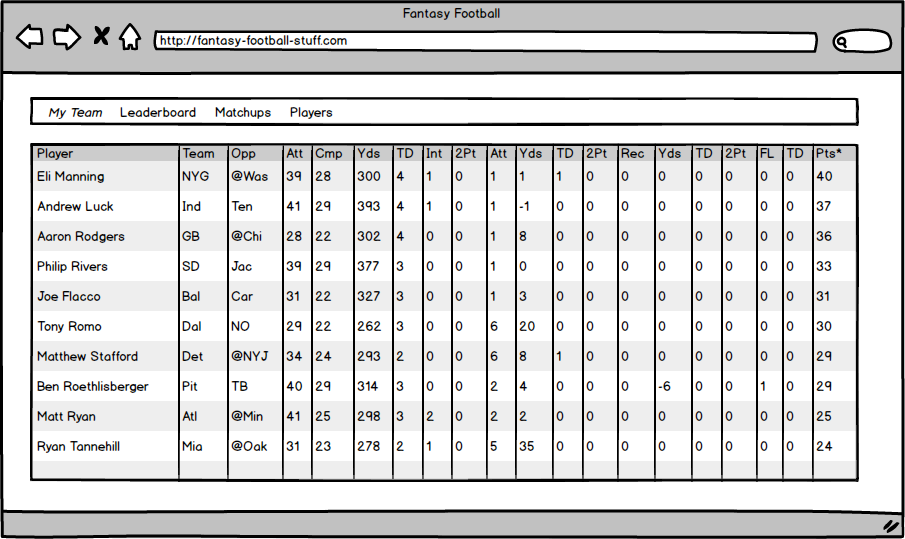 Fantasy Football
http://fantasy-football-stuff.com
My Team Leaderboard Matchups Players
Player Team Opp Att Cmp Yds TD Int 2Pt Att Yds TD 2Pt Rec Yds TD 2Pt FL TD Pts*
Eli Manning NYG @Was 39 28 300 4 1 0 1 1 1 0 0 0 0 0 0 0 40
Andrew Luck Ind Ten 41 29 393 4 1 0 1 -1 0 0 0 0 0 0 0 0 37
Aaron Rodgers GB @Chi 28 22 302 4 0 0 1 8 0 0 0 0 0 0 0 0 36
Philip Rivers SD Jac 39 29 377 3 0 0 1 0 0 0 0 0 0 0 0 0 33
Joe Flacco Bal Car 31 22 327 3 0 0 1 3 0 0 0 0 0 0 0 0 31
Tony Romo Dal NO 29 22 262 3 0 0 6 20 0 0 0 0 0 0 0 0 30
Matthew Stafford Det @NYJ 34 24 293 2 0 0 6 8 1 0 0 0 0 0 0 0 29
Ben Roethlisberger Pit TB 40 29 314 3 0 0 2 4 0 0 0 -6 0 0 1 0 29
Matt Ryan Atl @Min 41 25 298 3 2 0 2 2 0 0 0 0 0 0 0 0 25
Ryan Tannehill Mia @Oak 31 23 278 2 1 0 5 35 0 0 0 0 0 0 0 0 24